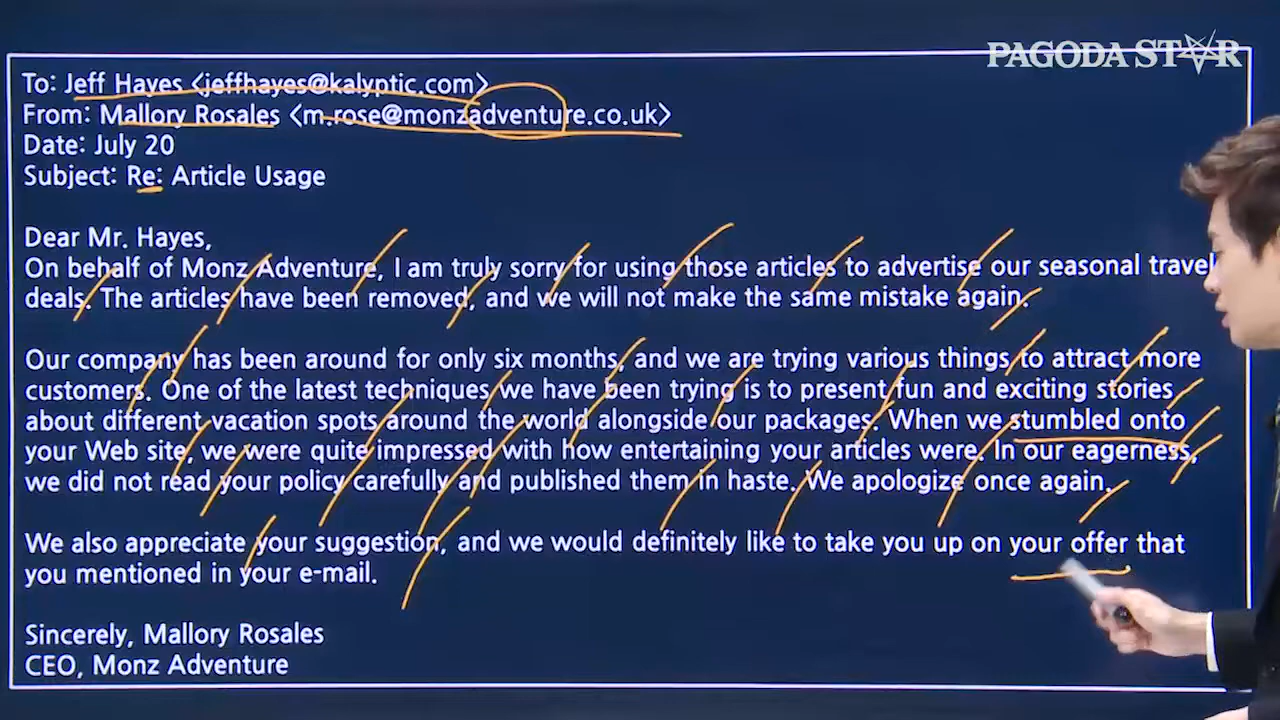 PAGODA STAR
To: Jeff Hayes <jeffhayes@kalyptic.com>
From: Mallory Rosales <m.rose@monzadventure.co.uk>
Date: July 20
Subject: Re: Article Usage
Dear Mr. Hayes,
On behalf of Monz Adventure, I am truly sorry for using those articles to advertise our seasonal travel
deals. The articles have been removed, and we will not make the same mistake again.
Our company has been around for only six months, and we are trying various things to attract more
customers. One of the latest techniques we have been trying is to present fun and exciting stories
about different vacation spots around the world alongside our packages. When we stumbled onto
your Web site, we were quite impressed with how entertaining your articles were. In our eagerness,
we did not read your policy carefully and published them in haste. We apologize once again.
We also appreciate your suggestion, and we would definitely like to take you up on your offer that
you mentioned in your e-mail.
Sincerely, Mallory Rosales
CEO, Monz Adventure